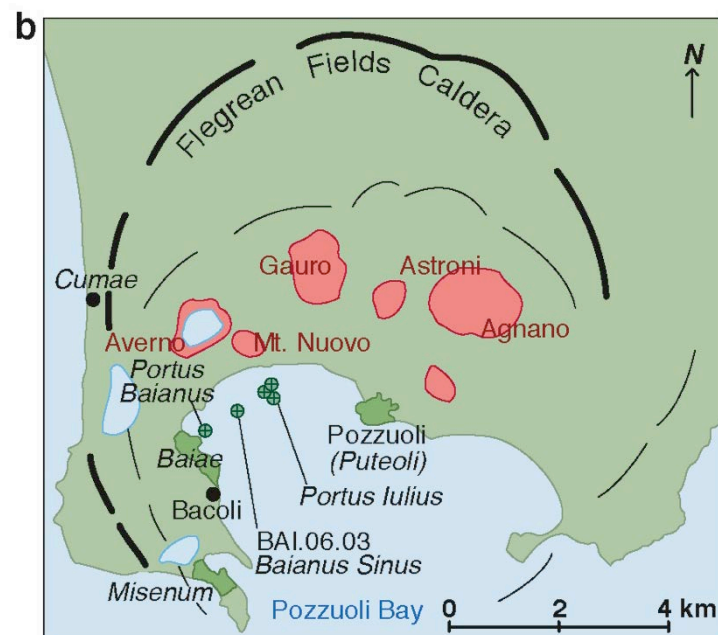 b
N
Flegrean Fields Caldera
Gauro
Astroni
Cumae
Agnano
Averno
Mt. Nuovo
Portus
Baianus
Pozzuoli
(Puteoli)
Baiae
Portus Iulius
Bacoli
BAI.06.03
Baianus Sinus
Misenum
Pozzuoli Bay
0 2 4 km